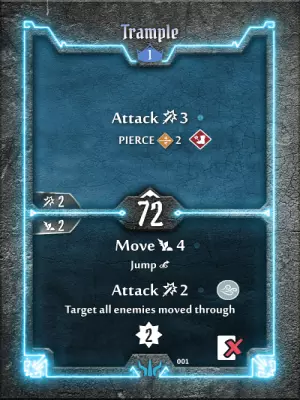 Trample
1
Attack 3
PIERCE 2
2
72
2
Move 4
Jump
Attack 2
Target all enemies moved through
2
001